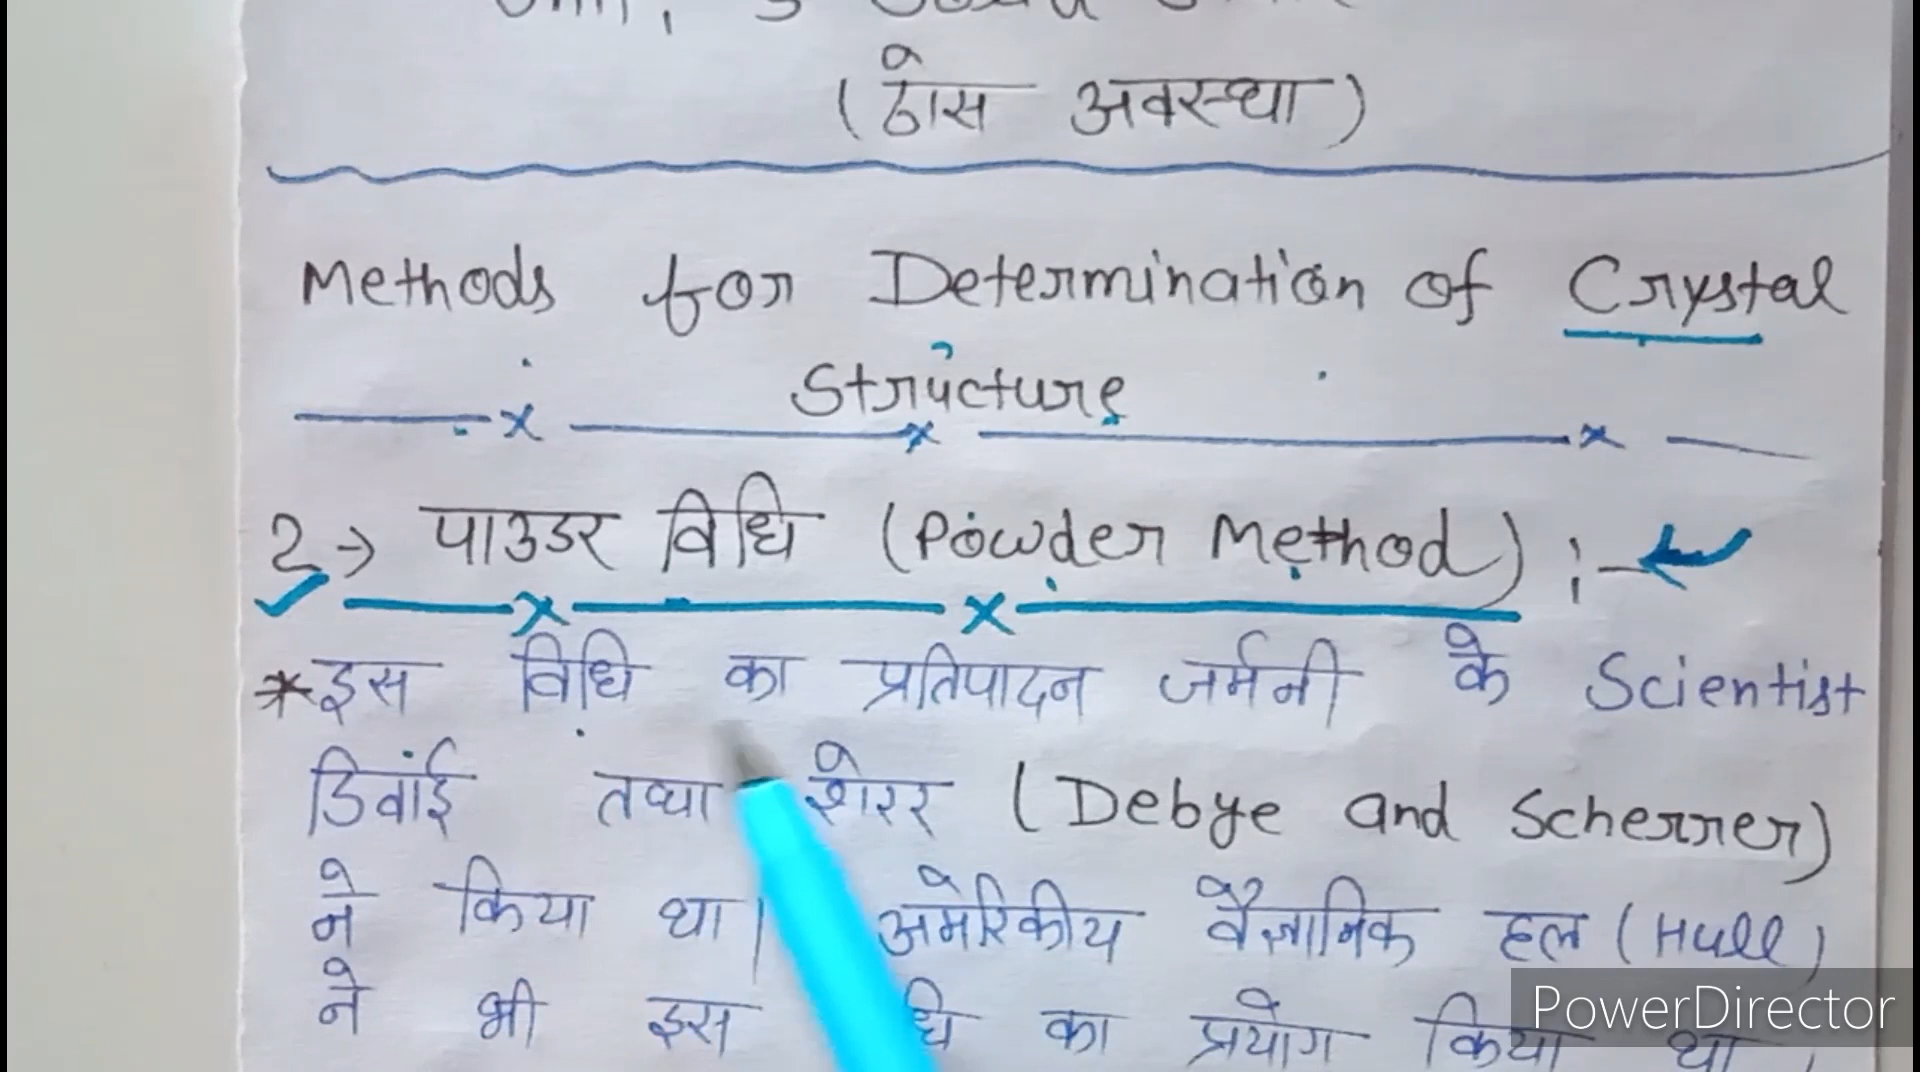 (ठोस अवस्था)
Methods for Determination of Crystal
Structure
2→ पाउडर विधि (Powder Method) :-
*इस विधि का प्रतिपादन जर्मनी के Scientist
डिवाई तथा शेरर (Debye and Scherrer)
ने किया था। अमेरिकीय वैज्ञानिक हल (Hull)
ने भी इस का प्रयोग किया था।
PowerDirector